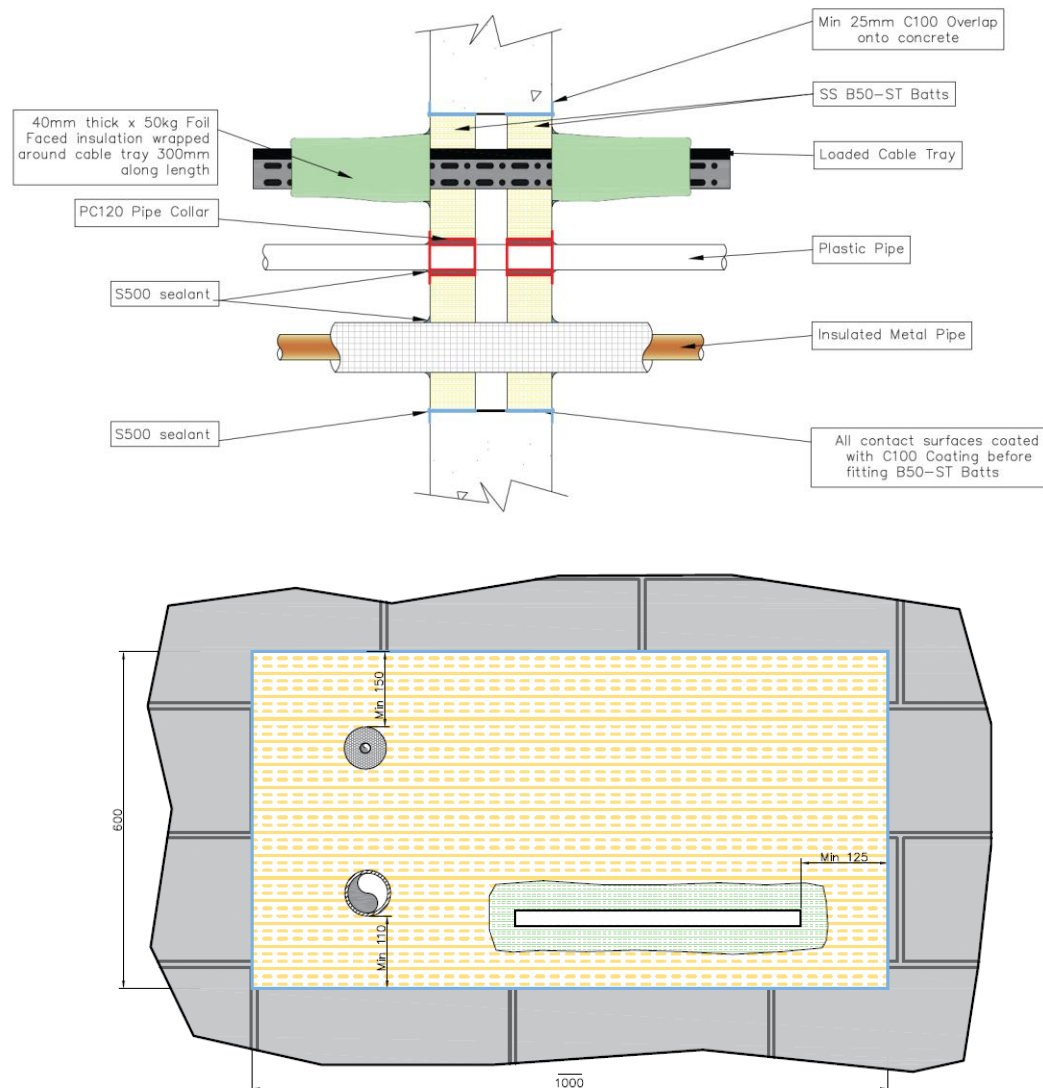 Min 25mm C100 Overlap
onto concrete
SS B50-ST Batts
40mm thick x 50kg Foil
Faced insulation wrapped
around cable tray 300mm
along length
Loaded Cable Tray
PC120 Pipe Collar
Plastic Pipe
S500 sealant
Insulated Metal Pipe
S500 sealant
All contact surfaces coated
with C100 Coating before
fitting B50-ST Batts
Min 150
600
Min 125
Min 110
1000